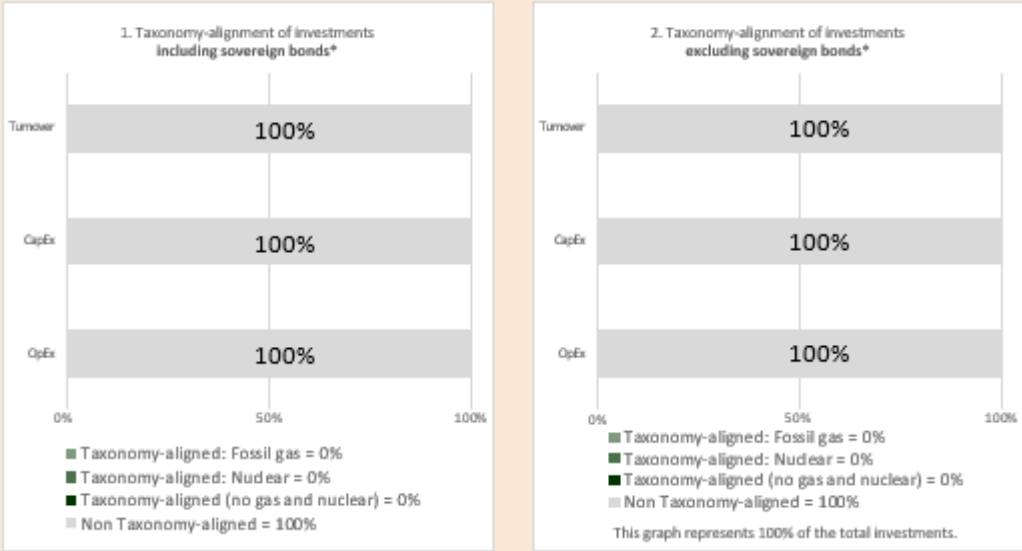 1. Taxonomy-alignment of investments
including sovereign bonds*
Turnover
100%
CapEx
100%
OpEx
100%
0%
50%
100%
Taxonomy-aligned: Fossil gas = 0%
Taxonomy-aligned: Nuclear = 0%
Taxonomy-aligned (no gas and nuclear) = 0%
Non Taxonomy-aligned = 100%
2. Taxonomy-alignment of investments
excluding sovereign bonds*
Turnover
100%
CapEx
100%
OpEx
100%
0%
50%
100%
Taxonomy-aligned: Fossil gas = 0%
Taxonomy-aligned: Nuclear = 0%
Taxonomy-aligned (no gas and nuclear) = 0%
Non Taxonomy-aligned = 100%
This graph represents 100% of the total investments.